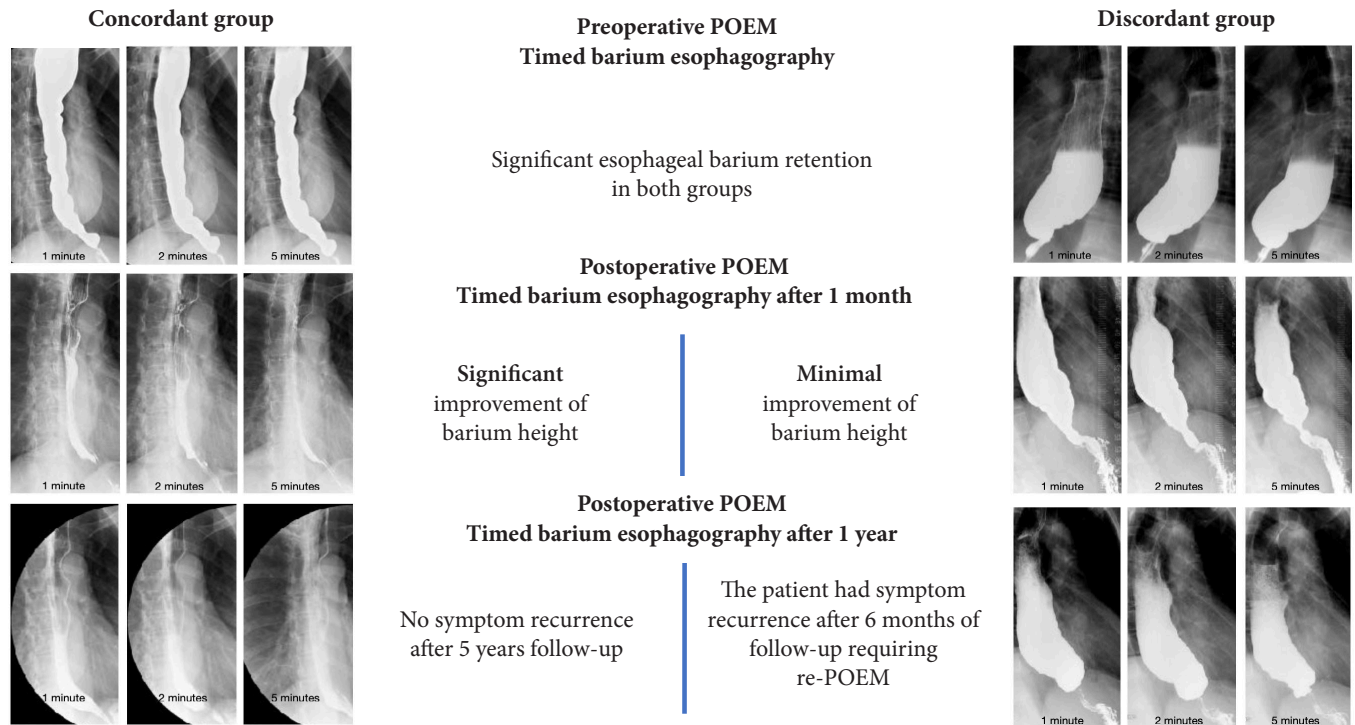 Concordant group
Preoperative POEM
Timed barium esophagography
Discordant group
1 minute
2 minutes
5 minutes
Significant esophageal barium retention
in both groups
1 minute
2 minutes
5 minutes
Postoperative POEM
Timed barium esophagography after 1 month
1 minute
2 minutes
5 minutes
Significant
improvement of
barium height
Minimal
improvement of
barium height
1 minute
2 minutes
5 minutes
Postoperative POEM
Timed barium esophagography after 1 year
1 minute
2 minutes
5 minutes
No symptom recurrence
after 5 years follow-up
The patient had symptom
recurrence after 6 months of
follow-up requiring
re-POEM
1 minute
2 minutes
5 minutes